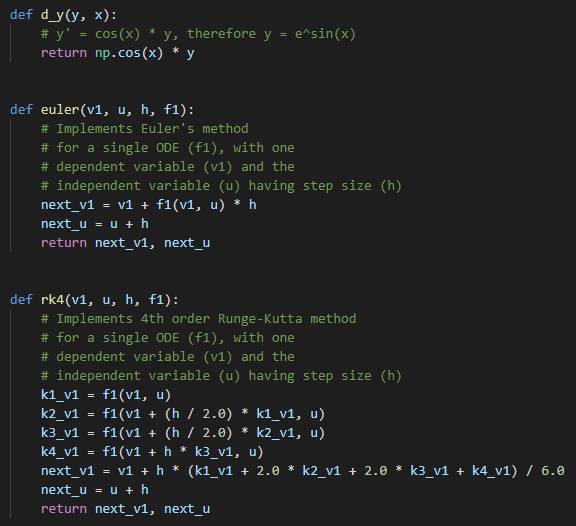 def d_y(y, x):
    # y' = cos(x) * y, therefore y = e^sin(x)
    return np.cos(x) * y
def euler(v1, u, h, f1):
    # Implements Euler's method
    # for a single ODE (f1), with one
    # dependent variable (v1) and the
    # independent variable (u) having step size (h)
    next_v1 = v1 + f1(v1, u) * h
    next_u = u + h
    return next_v1, next_u
def rk4(v1, u, h, f1):
    # Implements 4th order Runge-Kutta method
    # for a single ODE (f1), with one
    # dependent variable (v1) and the
    # independent variable (u) having step size (h)
    k1_v1 = f1(v1, u)
    k2_v1 = f1(v1 + (h / 2.0) * k1_v1, u)
    k3_v1 = f1(v1 + (h / 2.0) * k2_v1, u)
    k4_v1 = f1(v1 + h * k3_v1, u)
    next_v1 = v1 + h * (k1_v1 + 2.0 * k2_v1 + 2.0 * k3_v1 + k4_v1) / 6.0
    next_u = u + h
    return next_v1, next_u